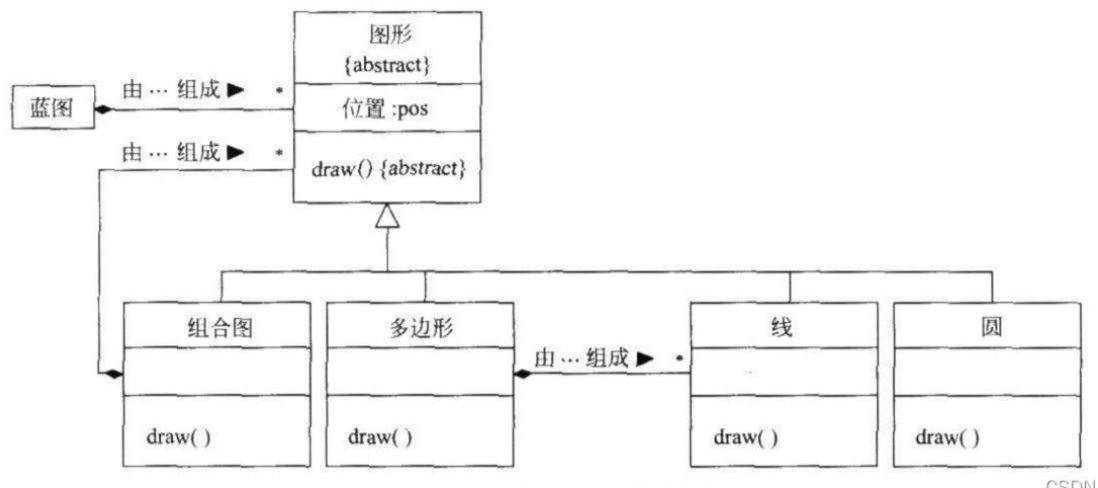 图形
{abstract}
由 … 组成 ▶ *
蓝图
位置 :pos
由 … 组成 ▶ *
draw() {abstract}
组合图
多边形
线
圆
由 … 组成 ▶ *
draw( )
draw( )
draw( )
draw( )
CSDN